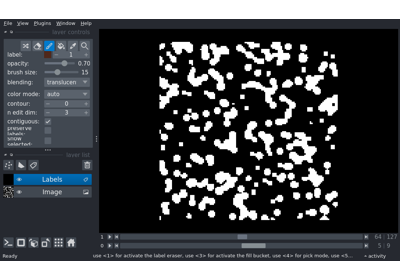 File View Plugins Window Help
layer controls
label: 1
opacity: 0.70
brush size: 15
blending: translucen
color mode: auto
contour: 0
n edit dim: 3
contiguous:
preserve
labels:
show
selected:
layer list
Labels
Image
1 64 127
0 5 9
Ready use <1> for activate the label eraser, use <3> for activate the fill bucket, use <4> for pick mode, use <5... activity